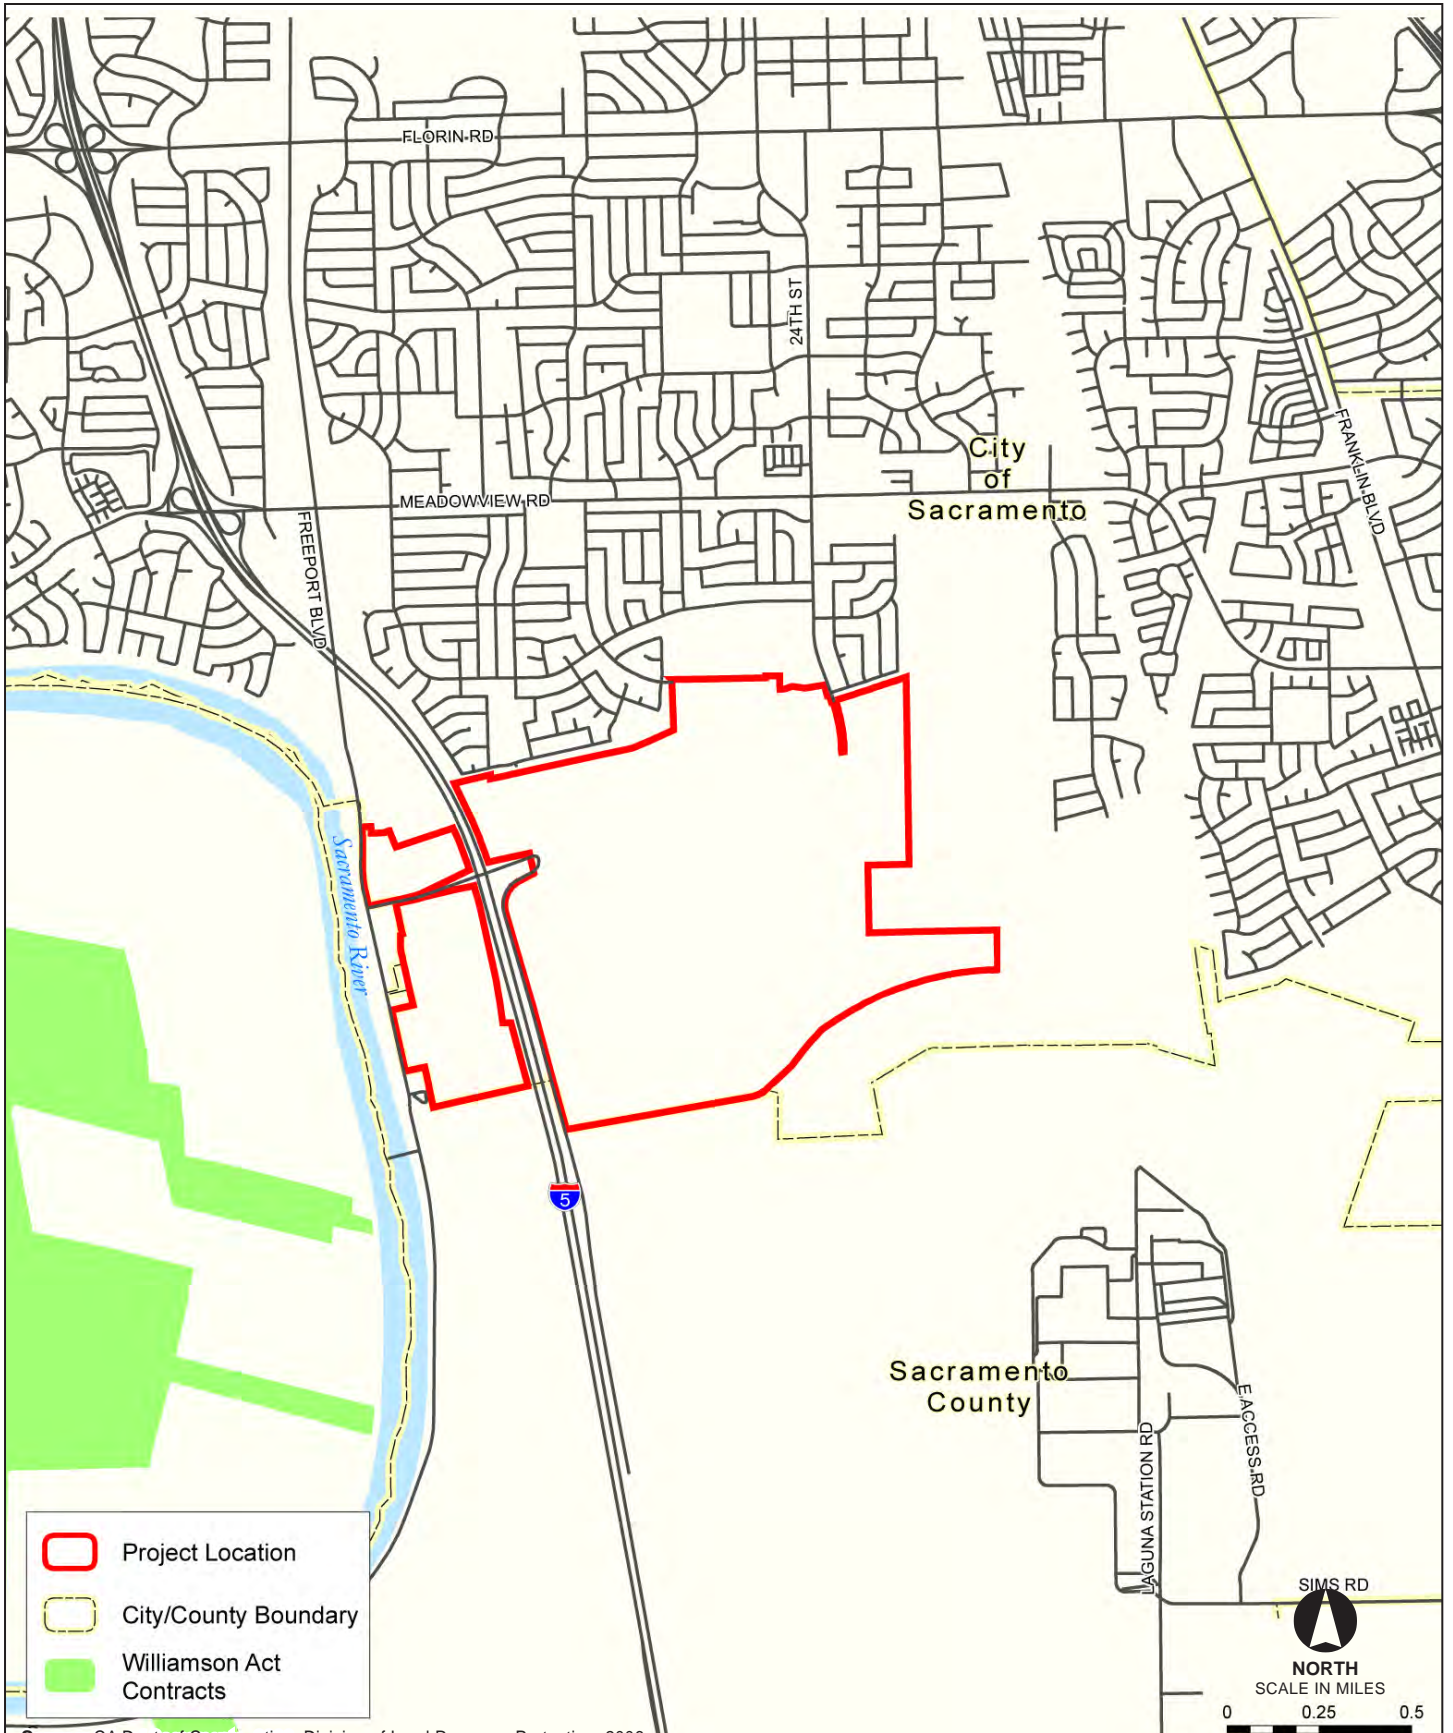 FLORIN RD
24TH ST
City
of
Sacramento
FRANKLIN BLVD
MEADOWVIEW RD
FREEPORT BLVD
Sacramento River
5
Sacramento
County
E ACCESS RD
LAGUNA STATION RD
SIMS RD
Project Location
City/County Boundary
Williamson Act
Contracts
NORTH
SCALE IN MILES
0 0.25 0.5